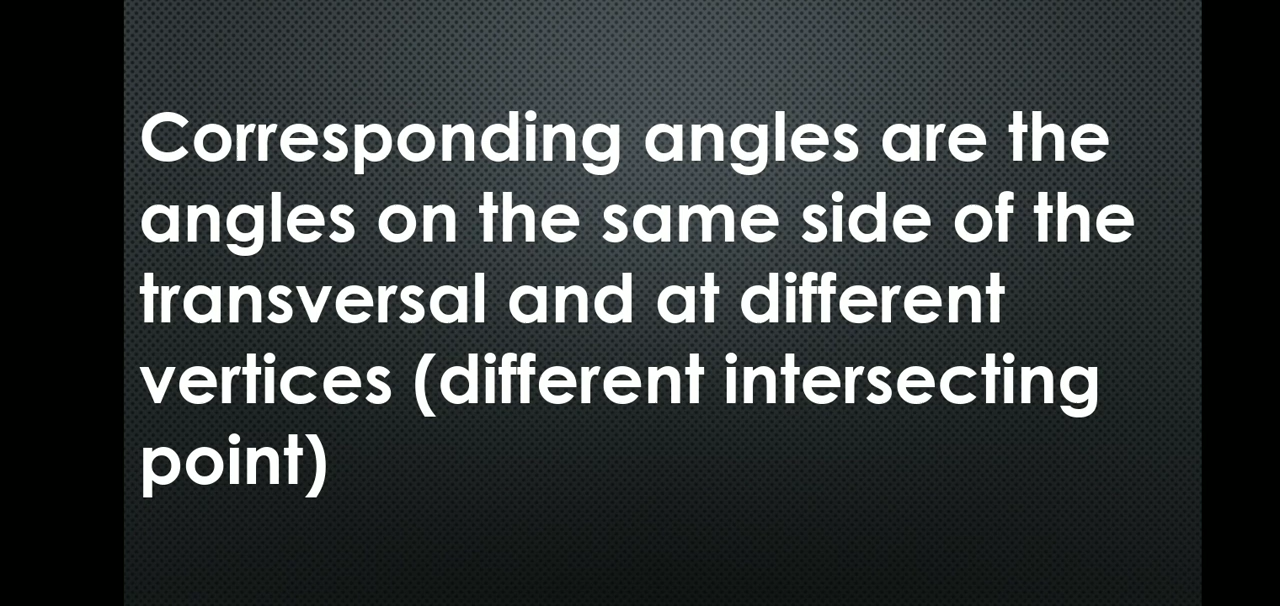 Corresponding angles are the
angles on the same side of the
transversal and at different
vertices (different intersecting
point)